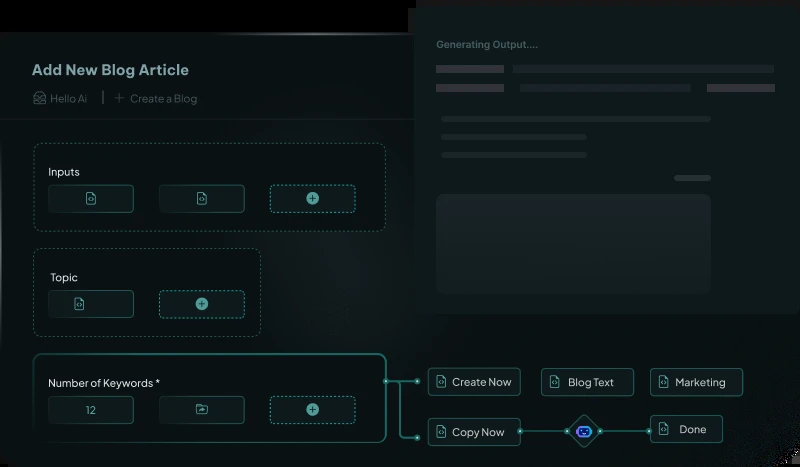 Generating Output....
Add New Blog Article
Hello Ai
Create a Blog
Inputs
Topic
Number of Keywords *
12
Create Now
Blog Text
Marketing
Copy Now
Done